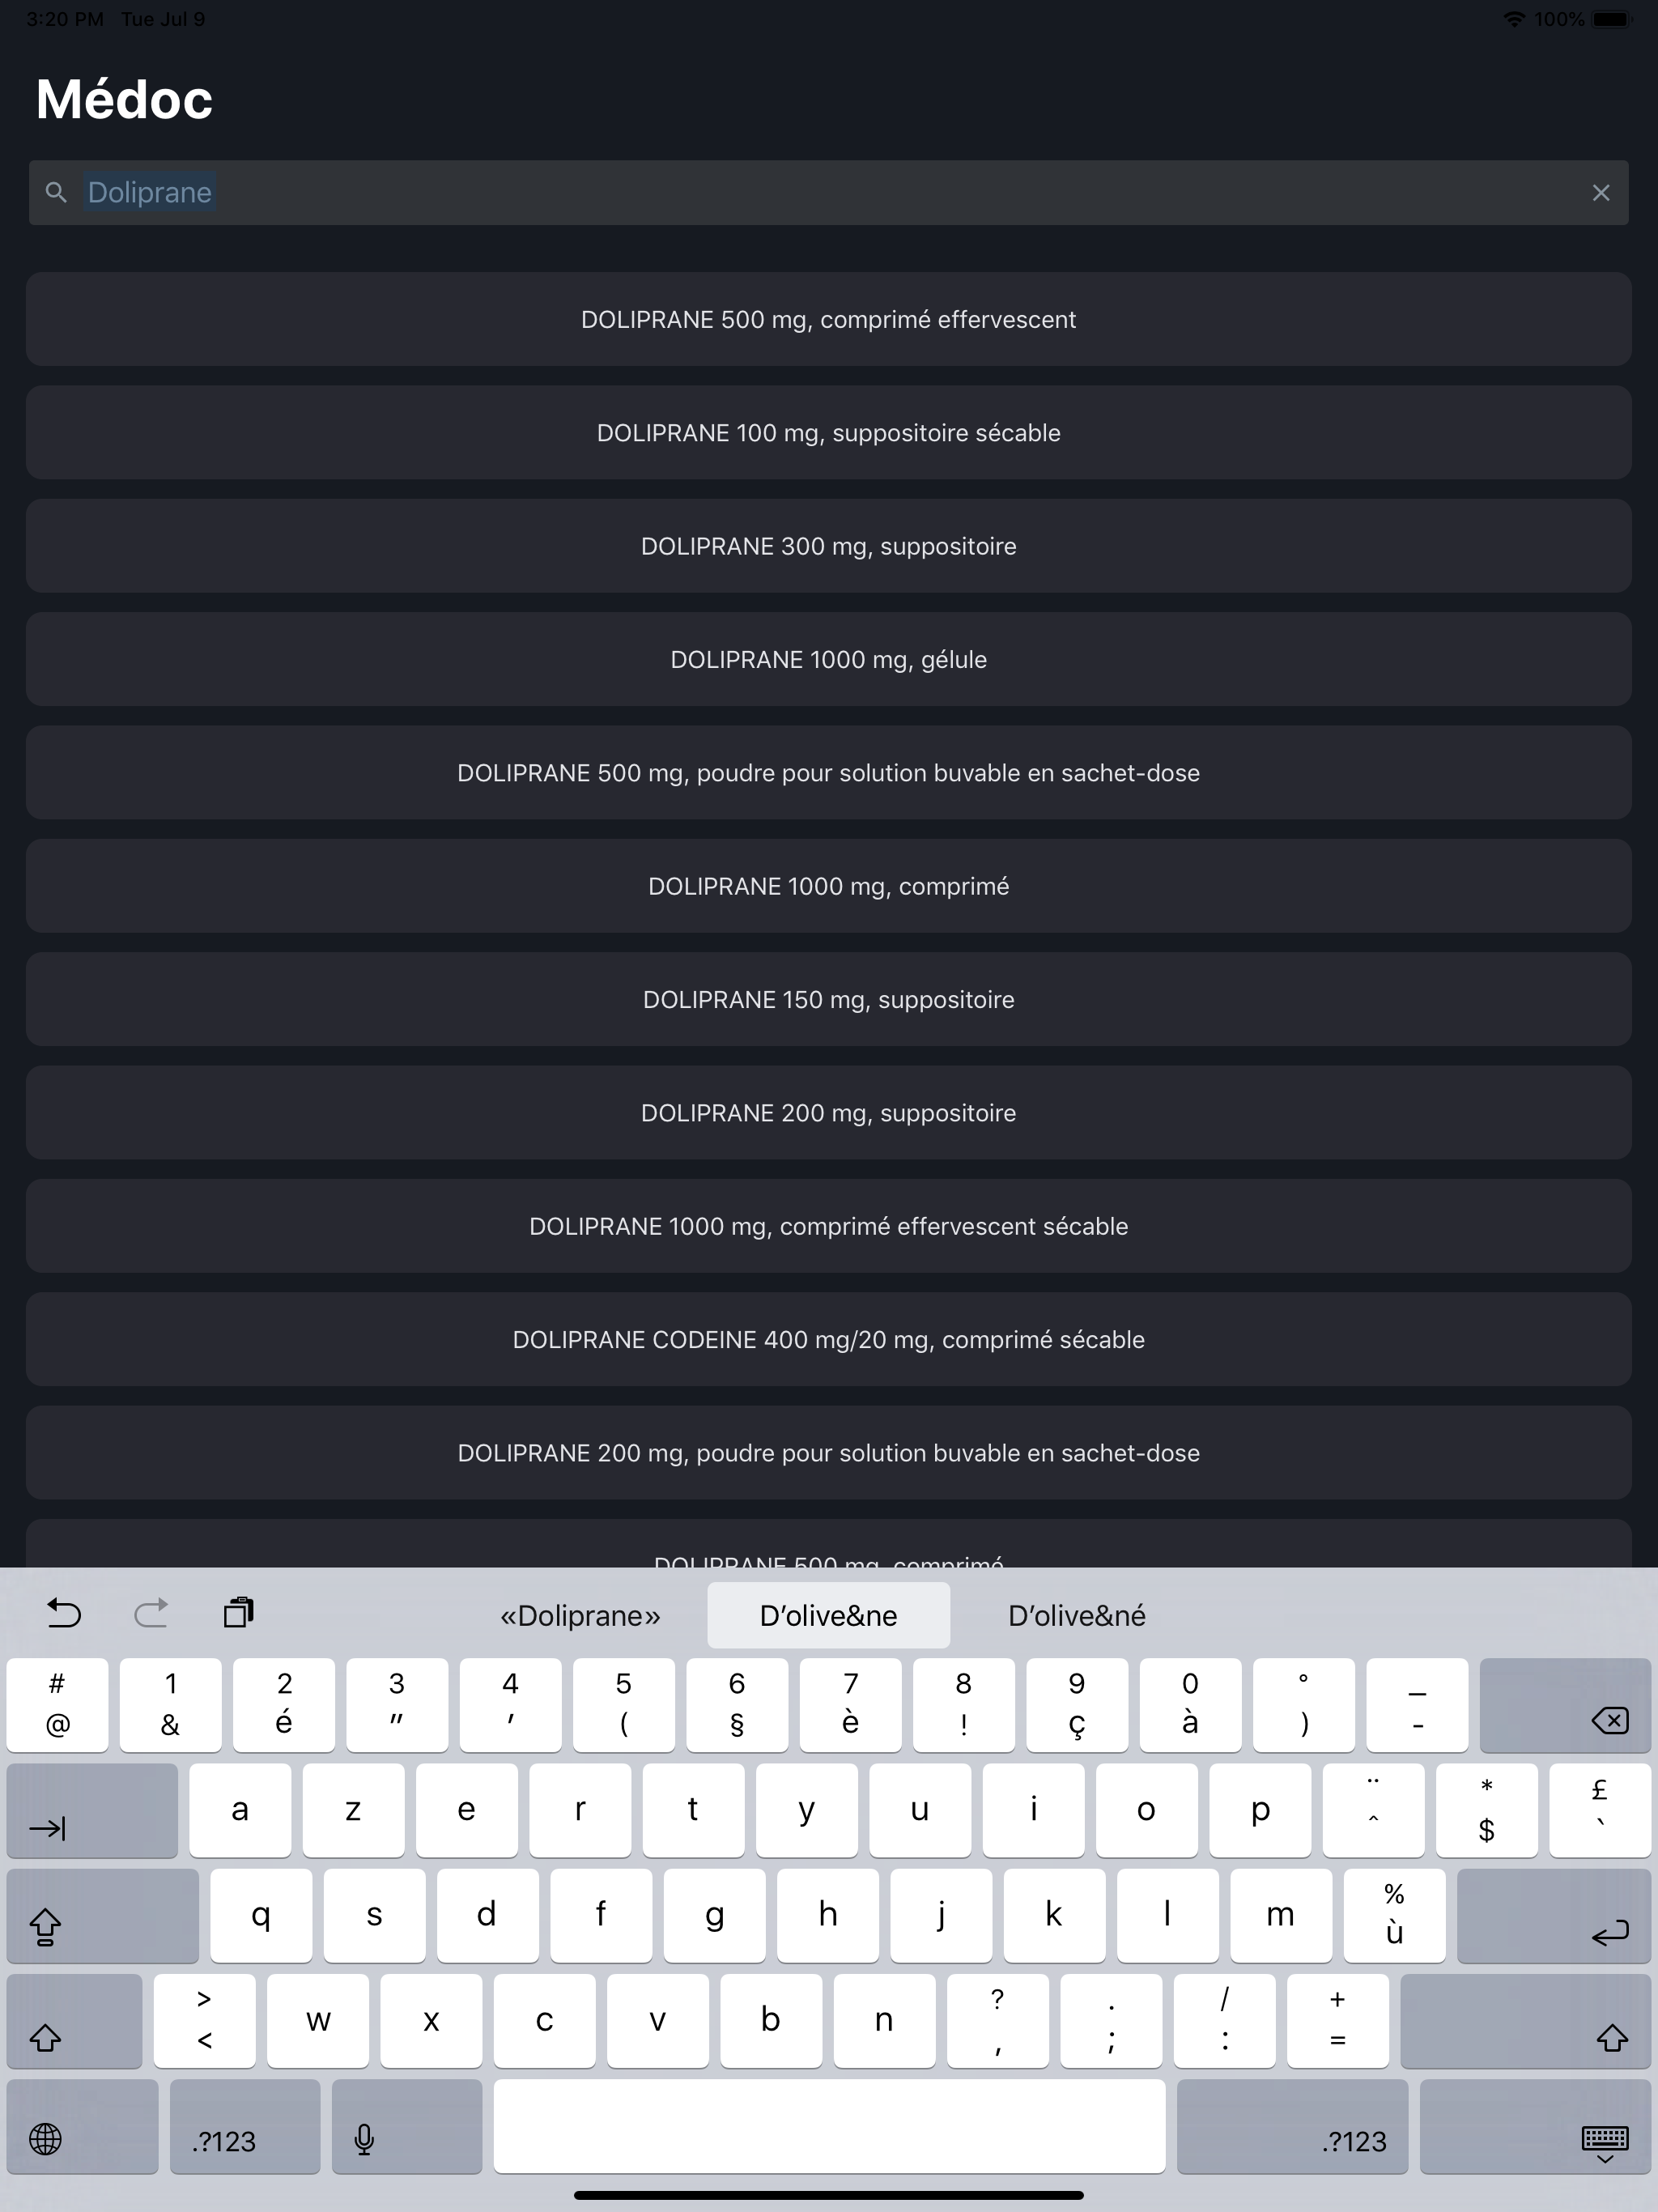 3:20 PM Tue Jul 9 100%
Médoc
Doliprane
DOLIPRANE 500 mg, comprimé effervescent
DOLIPRANE 100 mg, suppositoire sécable
DOLIPRANE 300 mg, suppositoire
DOLIPRANE 1000 mg, gélule
DOLIPRANE 500 mg, poudre pour solution buvable en sachet-dose
DOLIPRANE 1000 mg, comprimé
DOLIPRANE 150 mg, suppositoire
DOLIPRANE 200 mg, suppositoire
DOLIPRANE 1000 mg, comprimé effervescent sécable
DOLIPRANE CODEINE 400 mg/20 mg, comprimé sécable
DOLIPRANE 200 mg, poudre pour solution buvable en sachet-dose
DOLIPRANE 500 mg, comprimé
«Doliprane» D’olive&ne D’olive&né
# 1 2 3 4 5 6 7 8 9 0 ° _
@ & é " ' ( § è ! ç à ) -
a z e r t y u i o p ¨ * £
^ $ `
q s d f g h j k l m %
ù
> w x c v b n ? . / +
< , ; : =
.?123 .?123